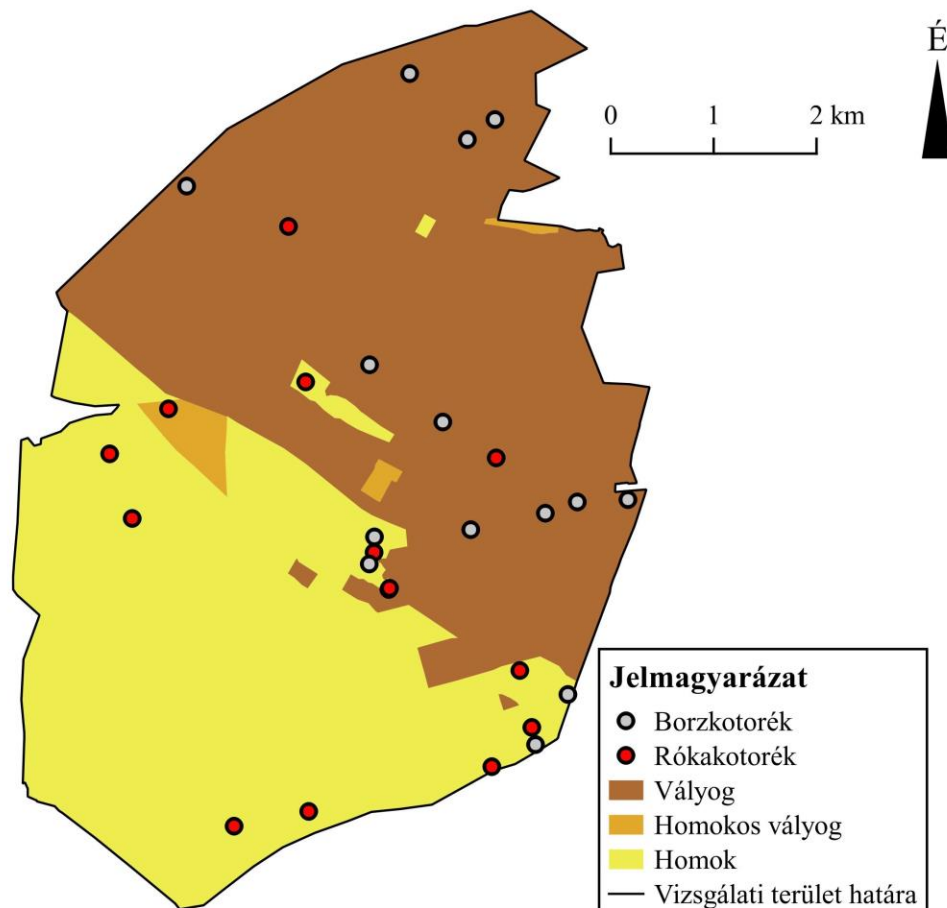 É
0 1 2 km
Jelmagyarázat
Borzkotorék
Rókakotorék
Vályog
Homokos vályog
Homok
Vizsgálati terület határa